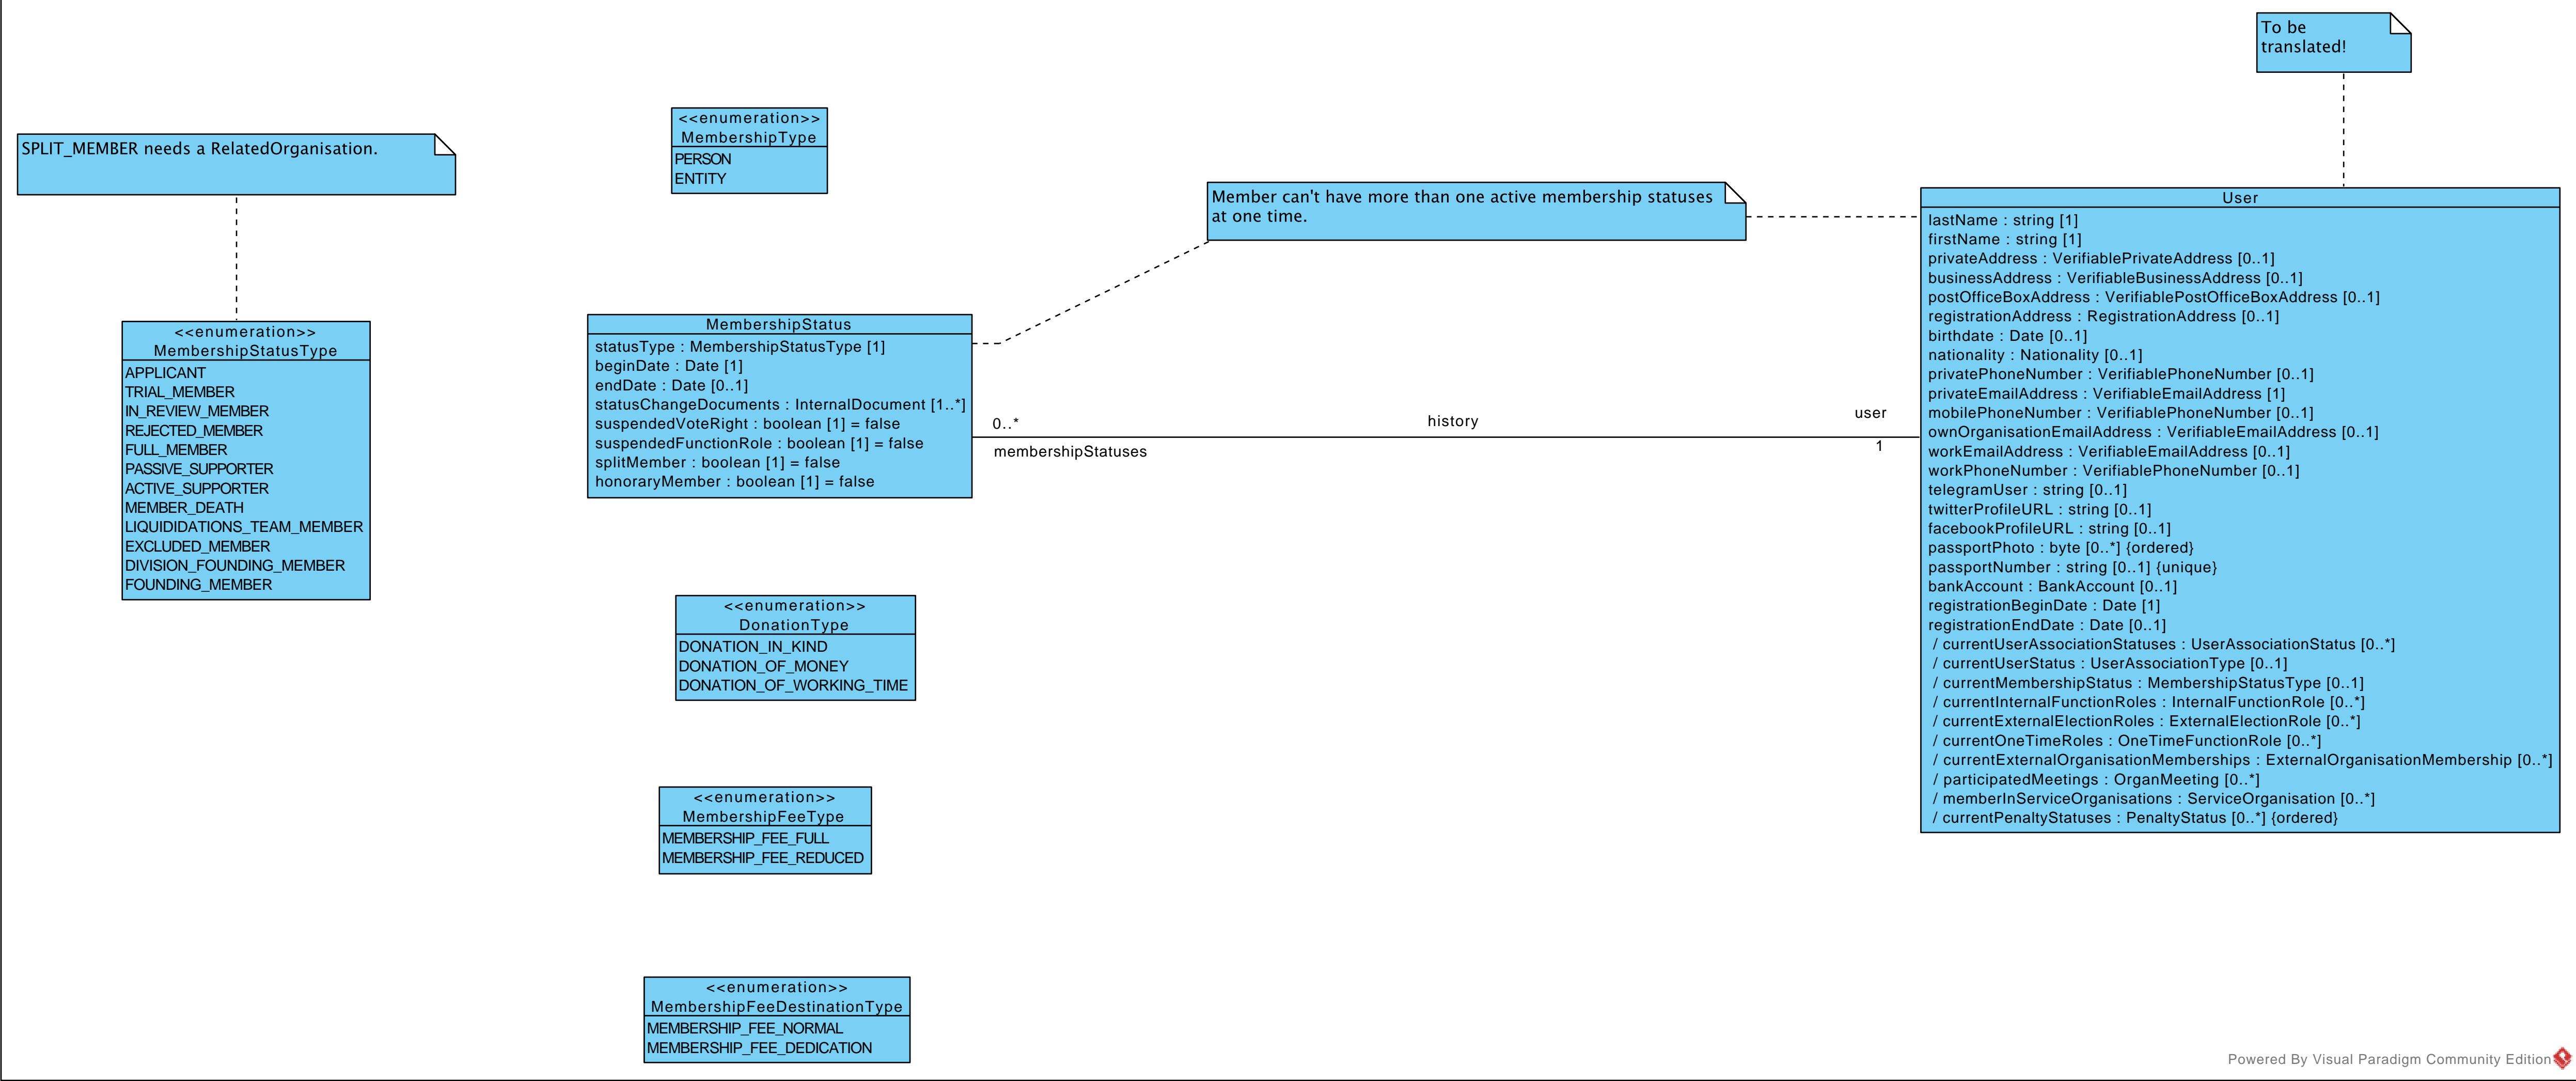 To be
translated!
SPLIT_MEMBER needs a RelatedOrganisation.
<<enumeration>>
MembershipType
PERSON
ENTITY
Member can't have more than one active membership statuses
at one time.
<<enumeration>>
MembershipStatusType
APPLICANT
TRIAL_MEMBER
IN_REVIEW_MEMBER
REJECTED_MEMBER
FULL_MEMBER
PASSIVE_SUPPORTER
ACTIVE_SUPPORTER
MEMBER_DEATH
LIQUIDIDATIONS_TEAM_MEMBER
EXCLUDED_MEMBER
DIVISION_FOUNDING_MEMBER
FOUNDING_MEMBER
MembershipStatus
statusType : MembershipStatusType [1]
beginDate : Date [1]
endDate : Date [0..1]
statusChangeDocuments : InternalDocument [1..*]
suspendedVoteRight : boolean [1] = false
suspendedFunctionRole : boolean [1] = false
splitMember : boolean [1] = false
honoraryMember : boolean [1] = false
0..*
membershipStatuses
history
user
1
User
lastName : string [1]
firstName : string [1]
privateAddress : VerifiablePrivateAddress [0..1]
businessAddress : VerifiableBusinessAddress [0..1]
postOfficeBoxAddress : VerifiablePostOfficeBoxAddress [0..1]
registrationAddress : RegistrationAddress [0..1]
birthdate : Date [0..1]
nationality : Nationality [0..1]
privatePhoneNumber : VerifiablePhoneNumber [0..1]
privateEmailAddress : VerifiableEmailAddress [1]
mobilePhoneNumber : VerifiablePhoneNumber [0..1]
ownOrganisationEmailAddress : VerifiableEmailAddress [0..1]
workEmailAddress : VerifiableEmailAddress [0..1]
workPhoneNumber : VerifiablePhoneNumber [0..1]
telegramUser : string [0..1]
twitterProfileURL : string [0..1]
facebookProfileURL : string [0..1]
passportPhoto : byte [0..*] {ordered}
passportNumber : string [0..1] {unique}
bankAccount : BankAccount [0..1]
registrationBeginDate : Date [1]
registrationEndDate : Date [0..1]
/ currentUserAssociationStatuses : UserAssociationStatus [0..*]
/ currentUserStatus : UserAssociationType [0..1]
/ currentMembershipStatus : MembershipStatusType [0..1]
/ currentInternalFunctionRoles : InternalFunctionRole [0..*]
/ currentExternalElectionRoles : ExternalElectionRole [0..*]
/ currentOneTimeRoles : OneTimeFunctionRole [0..*]
/ currentExternalOrganisationMemberships : ExternalOrganisationMembership [0..*]
/ participatedMeetings : OrganMeeting [0..*]
/ memberInServiceOrganisations : ServiceOrganisation [0..*]
/ currentPenaltyStatuses : PenaltyStatus [0..*] {ordered}
<<enumeration>>
DonationType
DONATION_IN_KIND
DONATION_OF_MONEY
DONATION_OF_WORKING_TIME
<<enumeration>>
MembershipFeeType
MEMBERSHIP_FEE_FULL
MEMBERSHIP_FEE_REDUCED
<<enumeration>>
MembershipFeeDestinationType
MEMBERSHIP_FEE_NORMAL
MEMBERSHIP_FEE_DEDICATION
Powered By Visual Paradigm Community Edition